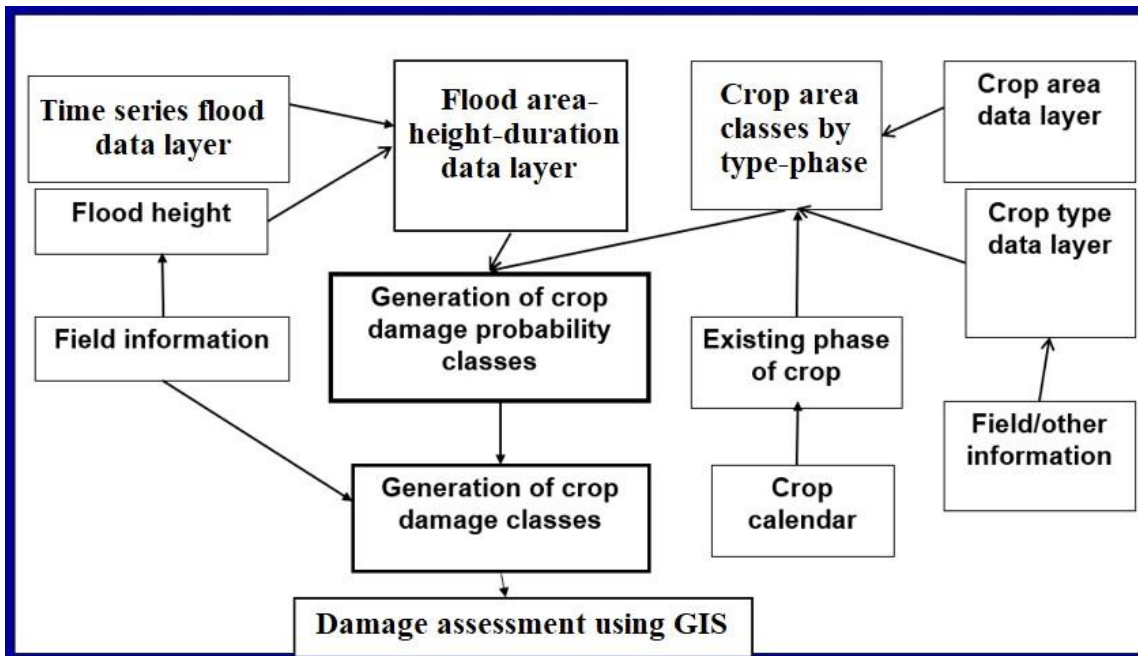 Time series flood
data layer
Flood area-
height-duration
data layer
Crop area
classes by
type-phase
Crop area
data layer
Flood height
Crop type
data layer
Generation of crop
damage probability
classes
Field information
Existing phase
of crop
Field/other
information
Generation of crop
damage classes
Crop
calendar
Damage assessment using GIS